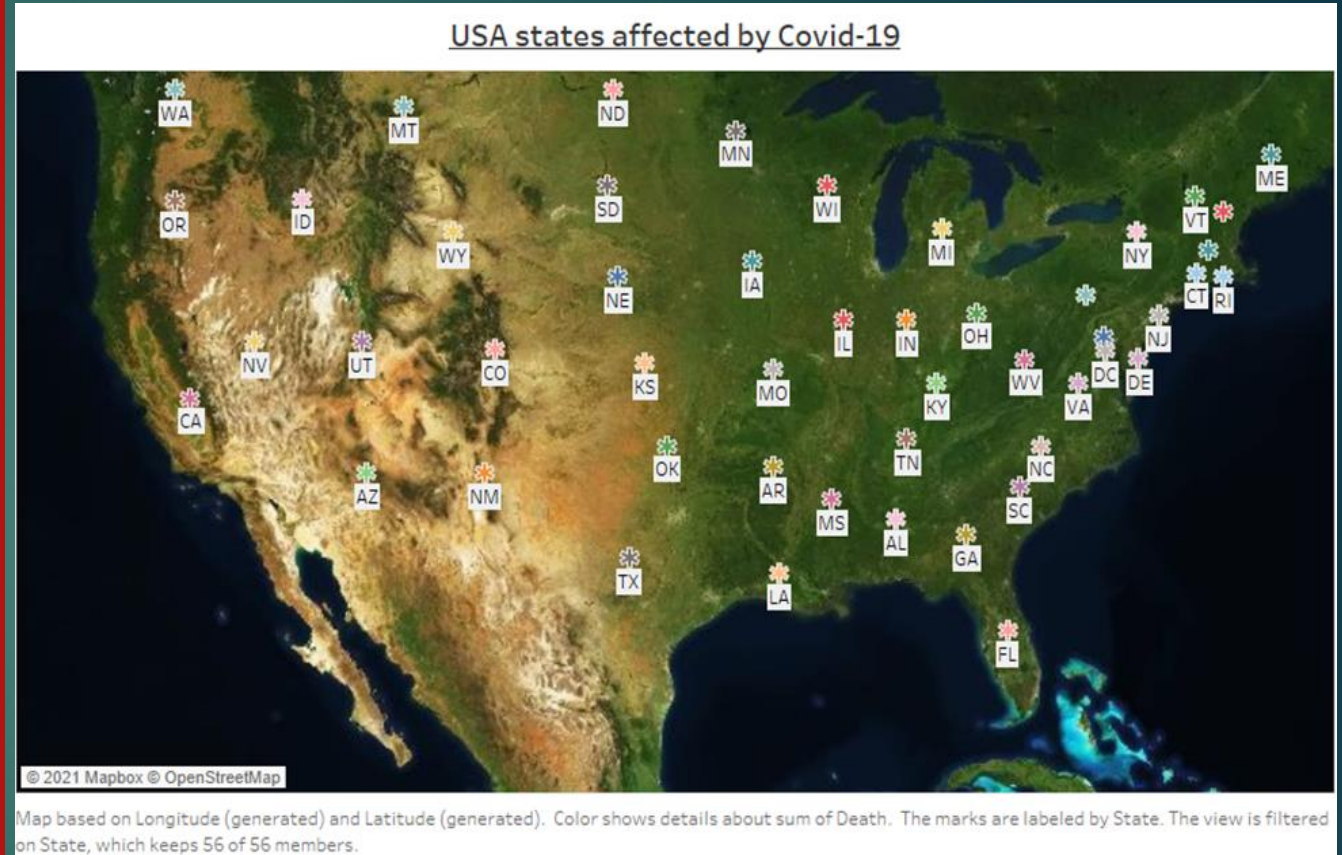 USA states affected by Covid-19
WA
MT
ND
MN
ME
OR
ID
SD
WI
VT
WY
MI
NY
NE
IA
CT
RI
NV
UT
CO
IL
IN
OH
NJ
KS
MO
WV
DC
DE
CA
KY
VA
OK
TN
NC
AZ
NM
AR
MS
SC
AL
GA
TX
LA
FL
© 2021 Mapbox © OpenStreetMap
Map based on Longitude (generated) and Latitude (generated). Color shows details about sum of Death. The marks are labeled by State. The view is filtered
on State, which keeps 56 of 56 members.